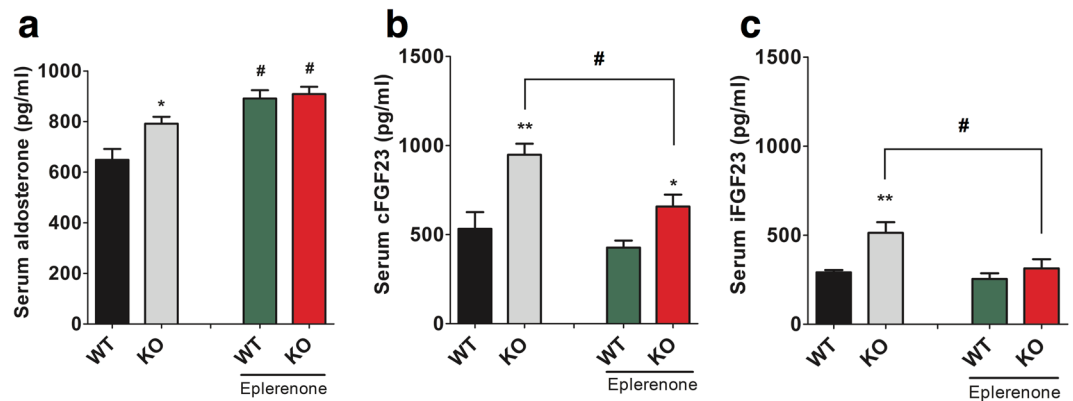 a
Serum aldosterone (pg/ml)
1000
800
600
400
200
0
*
#
#
WT
KO
WT
KO
Eplerenone
b
Serum cFGF23 (pg/ml)
1500
1000
500
0
**
#
*
WT
KO
WT
KO
Eplerenone
c
Serum iFGF23 (pg/ml)
1500
1000
500
0
**
#
WT
KO
WT
KO
Eplerenone